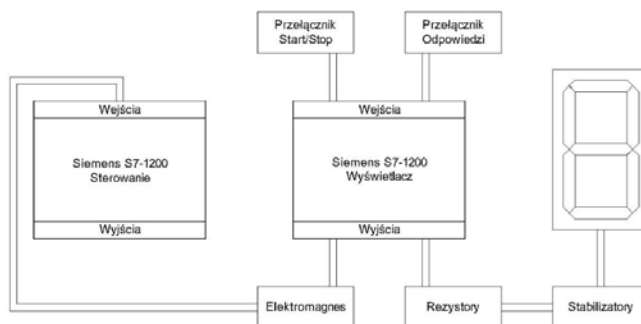 Przełącznik
Start/Stop
Przełącznik
Odpowiedzi
Wejścia
Siemens S7-1200
Sterowanie
Wyjścia
Wejścia
Siemens S7-1200
Wyświetlacz
Wyjścia
Elektromagnes
Rezystory
Stabilizatory